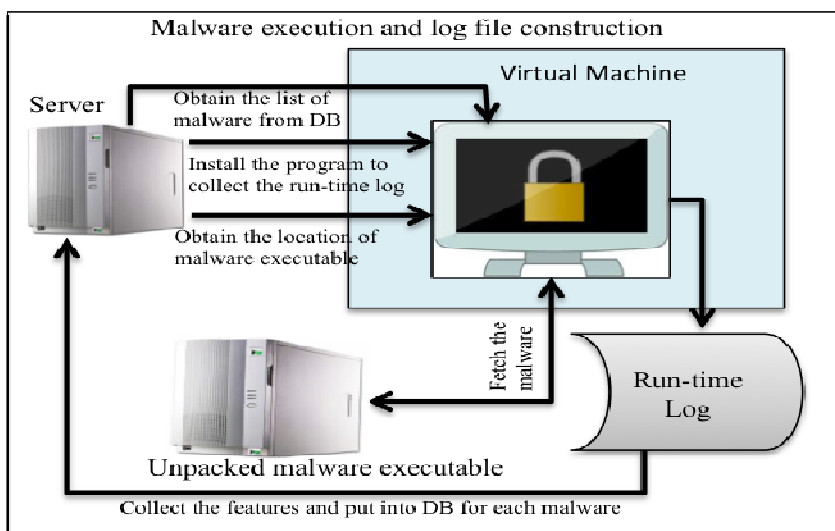 Malware execution and log file construction
Virtual Machine
Server
Obtain the list of
malware from DB
Install the program to
collect the run-time log
Obtain the location of
malware executable
Fetch the
malware
Run-time
Log
Unpacked malware executable
Collect the features and put into DB for each malware